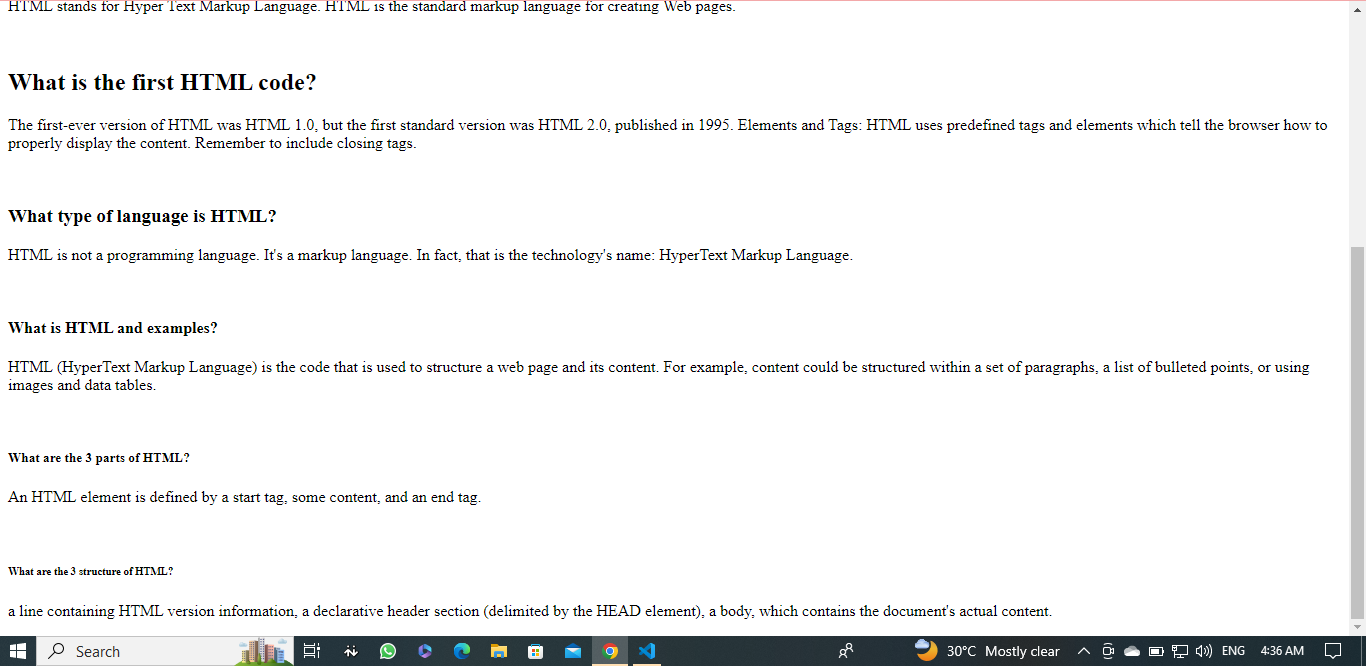 HTML stands for Hyper Text Markup Language. HTML is the standard markup language for creating Web pages.
What is the first HTML code?
The first-ever version of HTML was HTML 1.0, but the first standard version was HTML 2.0, published in 1995. Elements and Tags: HTML uses predefined tags and elements which tell the browser how to
properly display the content. Remember to include closing tags.
What type of language is HTML?
HTML is not a programming language. It's a markup language. In fact, that is the technology's name: HyperText Markup Language.
What is HTML and examples?
HTML (HyperText Markup Language) is the code that is used to structure a web page and its content. For example, content could be structured within a set of paragraphs, a list of bulleted points, or using
images and data tables.
What are the 3 parts of HTML?
An HTML element is defined by a start tag, some content, and an end tag.
What are the 3 structure of HTML?
a line containing HTML version information, a declarative header section (delimited by the HEAD element), a body, which contains the document's actual content.
Search 30°C Mostly clear ENG 4:36 AM